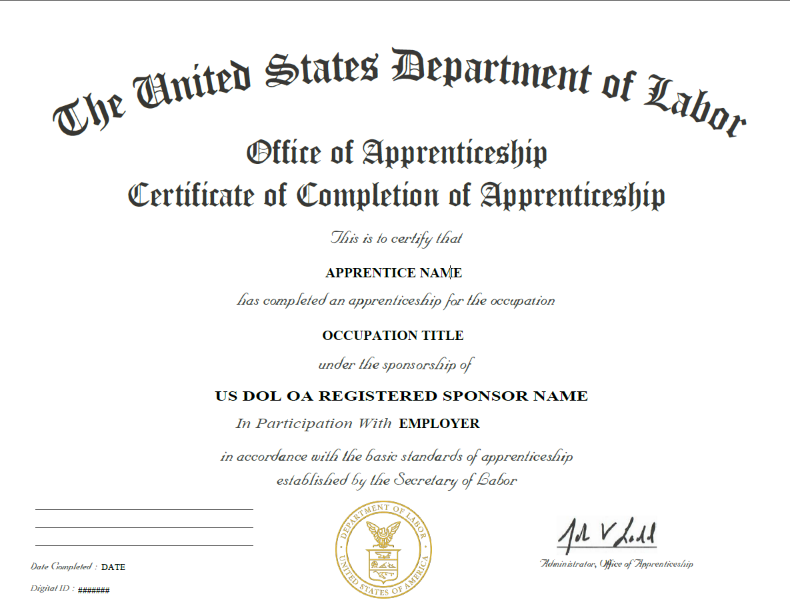 The United States Department of Labor
Office of Apprenticeship
Certificate of Completion of Apprenticeship
This is to certify that
APPRENTICE NAME
has completed an apprenticeship for the occupation
OCCUPATION TITLE
under the sponsorship of
US DOL OA REGISTERED SPONSOR NAME
In Participation With EMPLOYER
in accordance with the basic standards of apprenticeship
established by the Secretary of Labor
DEPARTMENT OF LABOR
UNITED STATES OF AMERICA
Administrator, Office of Apprenticeship
Date Completed : DATE
Digital ID : #######